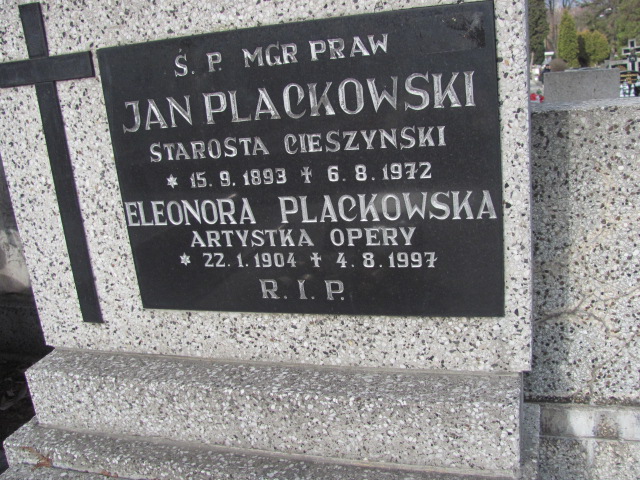 Ś. P. MGR PRAW
JAN PLACKOWSKI
STAROSTA CIESZYNSKI
* 15. 9. 1893 ✝ 6. 8. 1972
ELEONÓRA PLACKOWSKA
ARTYSTKA OPERY
* 22. 1. 1904 ✝ 4. 8. 1997
R. I. P.